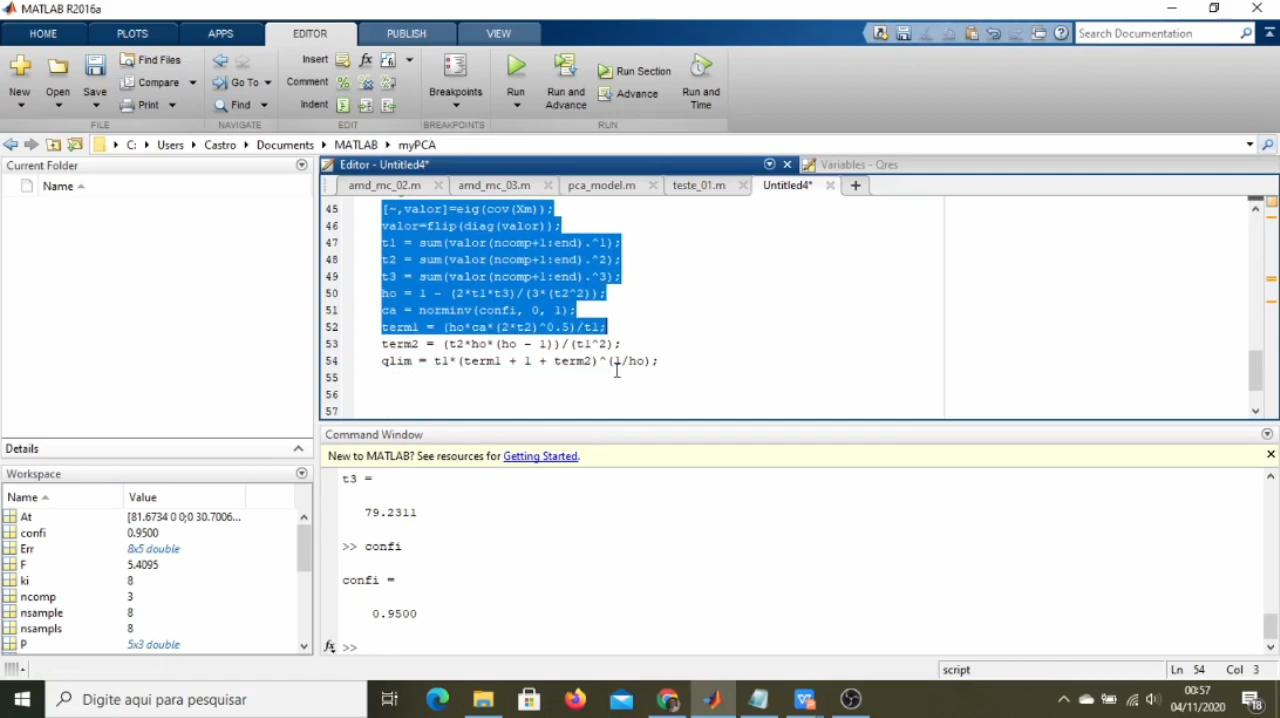 MATLAB R2016a
HOME PLOTS APPS EDITOR PUBLISH VIEW Search Documentation
New Open Save Find Files Compare Print Go To Find Insert Comment Indent Breakpoints Run Run and Advance Run Section Advance Run and Time
FILE NAVIGATE EDIT BREAKPOINTS RUN
C: Users Castro Documents MATLAB myPCA
Current Folder
Name
Editor - Untitled4* Variables - Qres
amd_mc_02.m amd_mc_03.m pca_model.m teste_01.m Untitled4*
45 [~,valor]=eig(cov(Xm));
46 valor=flip(diag(valor));
47 t1 = sum(valor(ncomp+1:end).^1);
48 t2 = sum(valor(ncomp+1:end).^2);
49 t3 = sum(valor(ncomp+1:end).^3);
50 ho = 1 - (2*t1*t3)/(3*(t2^2));
51 ca = norminv(confi, 0, 1);
52 term1 = (ho*ca*(2*t2)^0.5)/t1;
53 term2 = (t2*ho*(ho - 1))/(t1^2);
54 qlim = t1*(term1 + 1 + term2)^(1/ho);
55
56
57
Details
Workspace
Name Value
At [81.6734 0 0;0 30.7006...
confi 0.9500
Err 8x5 double
F 5.4095
ki 8
ncomp 3
nsample 8
nsampls 8
P 5x3 double
Command Window
New to MATLAB? See resources for Getting Started.
t3 =
79.2311
>> confi
confi =
0.9500
fx >>
script Ln 54 Col 3
Digite aqui para pesquisar
00:57
04/11/2020
18